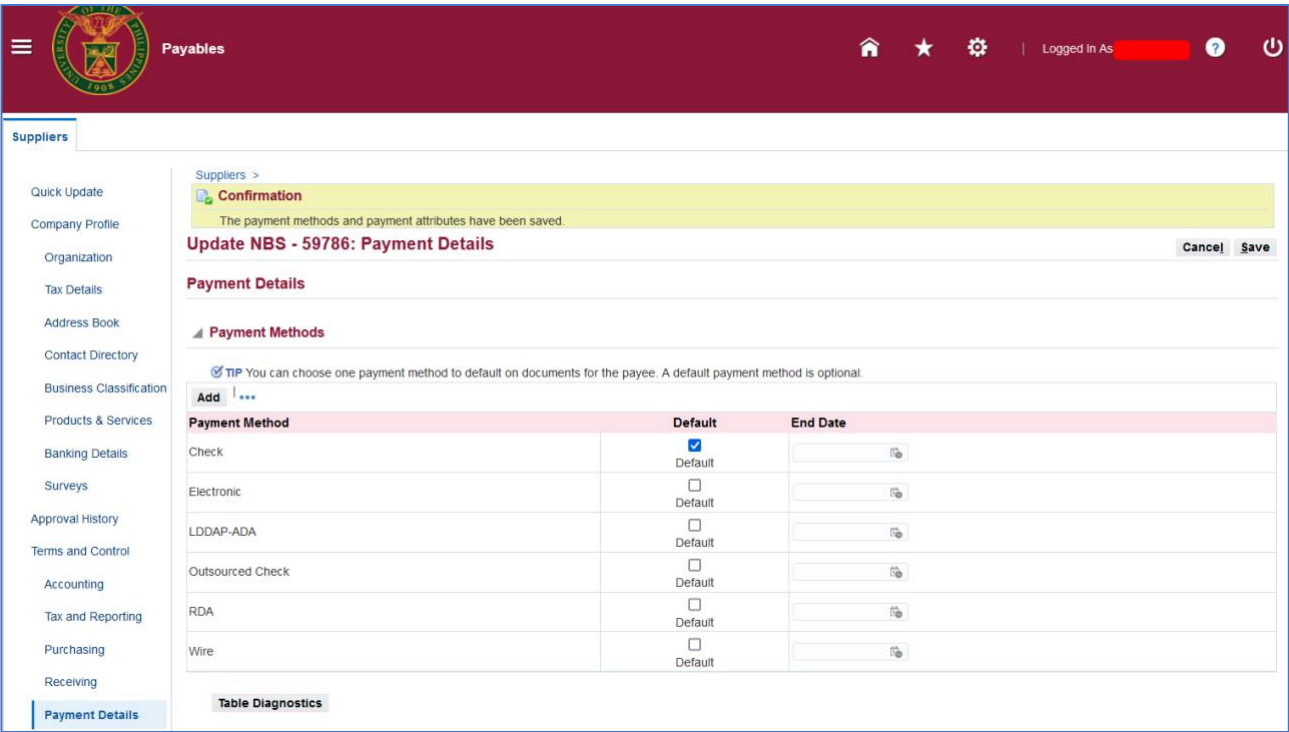 UNIVERSITY OF THE PHILIPPINES
1908
Payables
Logged In As
?
Suppliers
Quick Update
Company Profile
Organization
Tax Details
Address Book
Contact Directory
Business Classification
Products & Services
Banking Details
Surveys
Approval History
Terms and Control
Accounting
Tax and Reporting
Purchasing
Receiving
Payment Details
Suppliers >
Confirmation
The payment methods and payment attributes have been saved.
Update NBS - 59786: Payment Details
Cancel Save
Payment Details
Payment Methods
TIP You can choose one payment method to default on documents for the payee. A default payment method is optional.
Add | •••
Payment Method Default End Date
Check
Default
Electronic
Default
LDDAP-ADA
Default
Outsourced Check
Default
RDA
Default
Wire
Default
Table Diagnostics